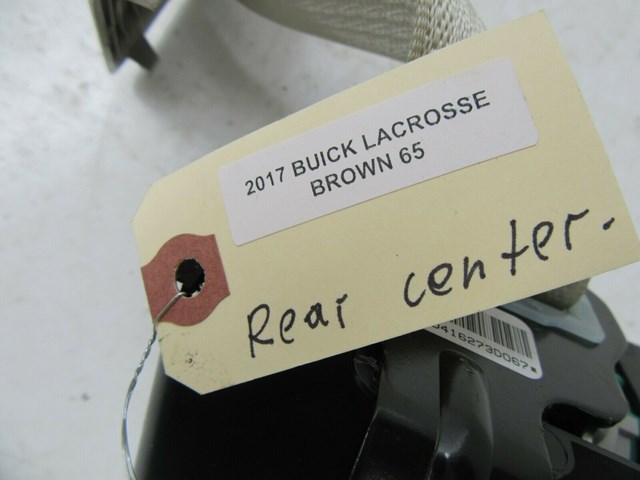 2017 BUICK LACROSSE
BROWN 65
Rear center.